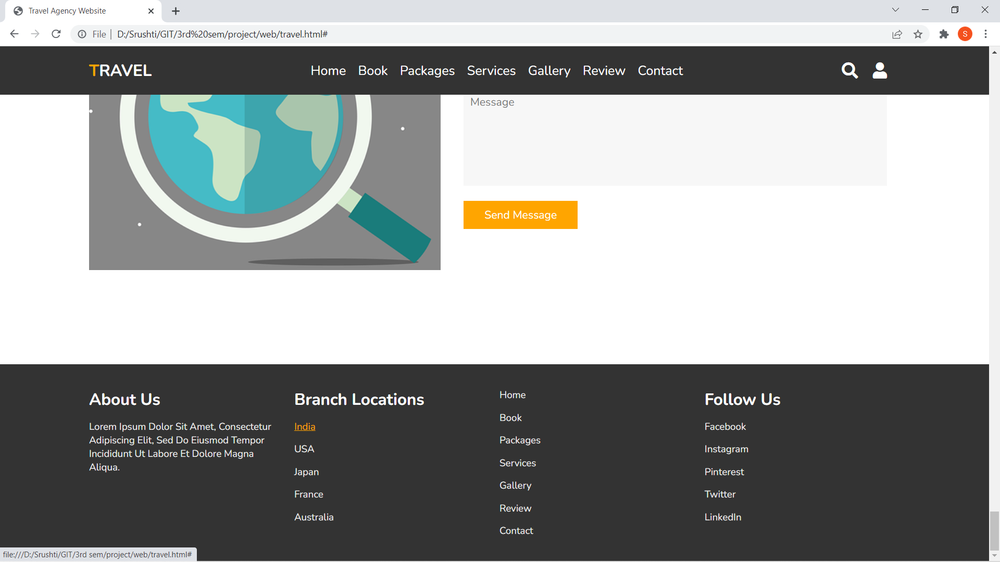 Travel Agency Website
File | D:/Srushti/GIT/3rd%20sem/project/web/travel.html#
S
TRAVEL
Home Book Packages Services Gallery Review Contact
Message
Send Message
About Us
Lorem Ipsum Dolor Sit Amet, Consectetur
Adipiscing Elit, Sed Do Eiusmod Tempor
Incididunt Ut Labore Et Dolore Magna
Aliqua.
Branch Locations
India
USA
Japan
France
Australia
Home
Book
Packages
Services
Gallery
Review
Contact
Follow Us
Facebook
Instagram
Pinterest
Twitter
LinkedIn
file:///D:/Srushti/GIT/3rd sem/project/web/travel.html#